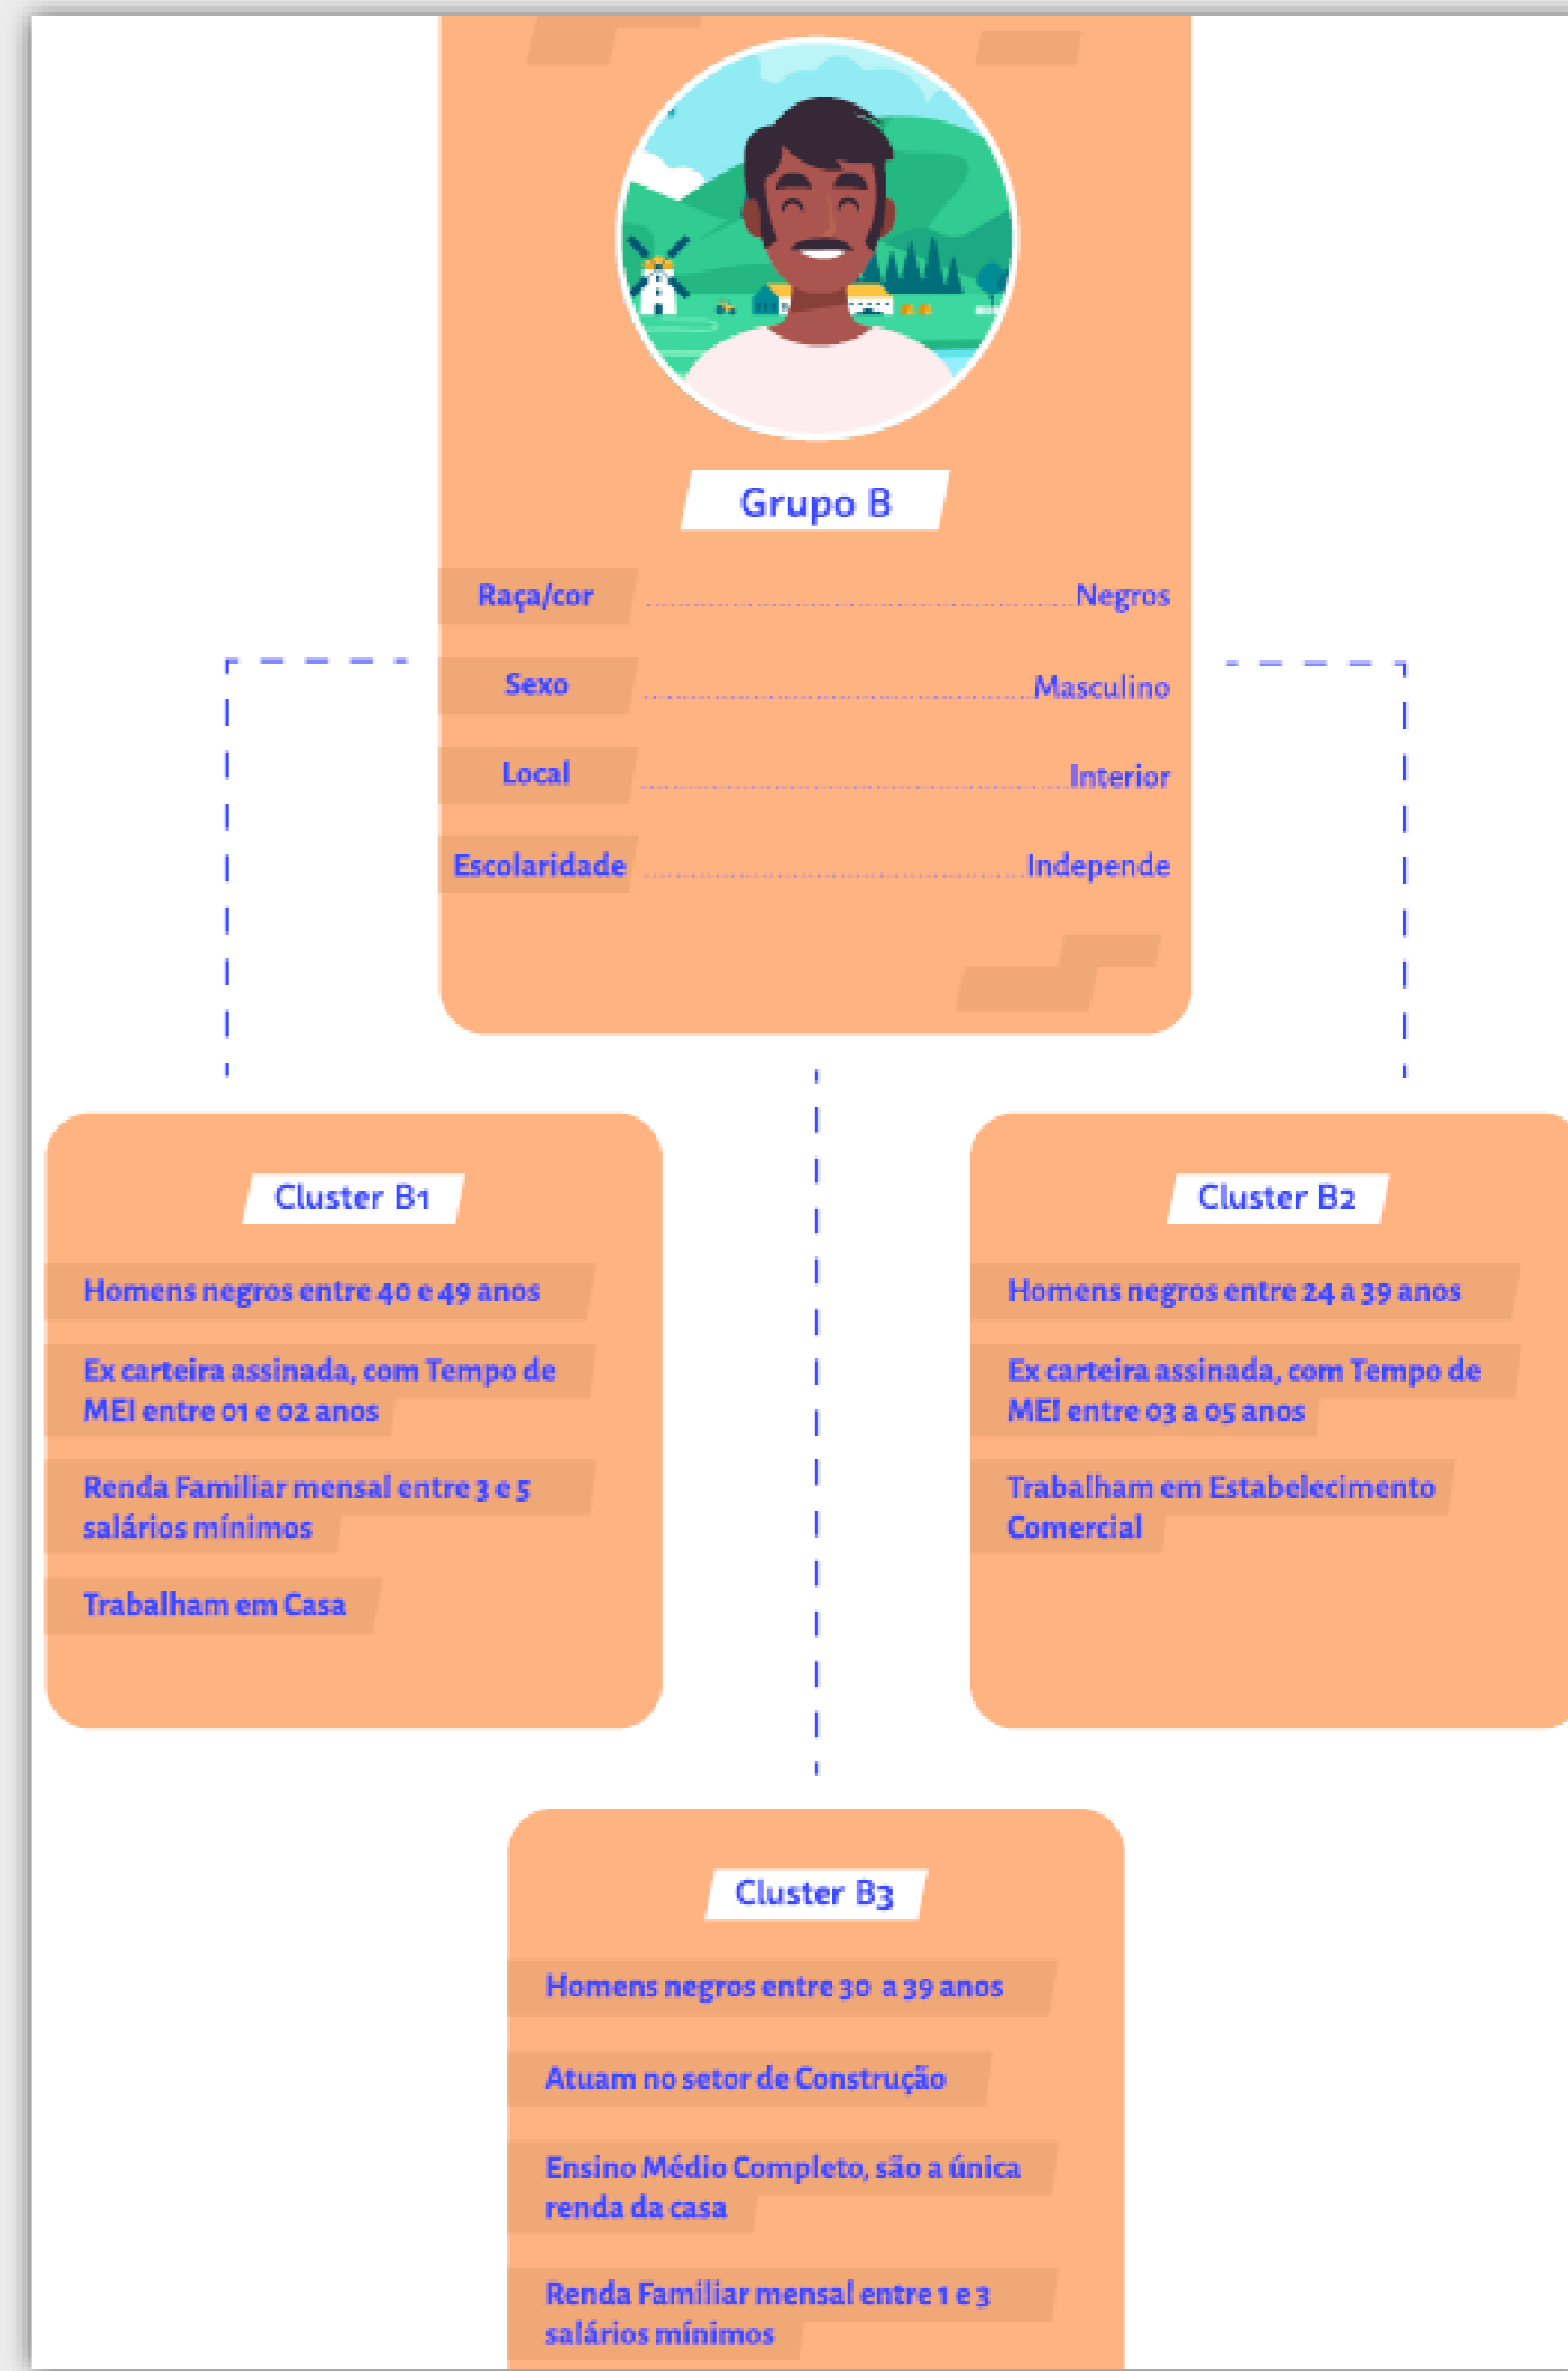 Grupo B
Raça/cor ........ Negros
Sexo ........ Masculino
Local ........ Interior
Escolaridade ........ Independe
Cluster B1
Homens negros entre 40 e 49 anos
Ex carteira assinada, com Tempo de
MEI entre 01 e 02 anos
Renda Familiar mensal entre 3 e 5
salários mínimos
Trabalham em Casa
Cluster B2
Homens negros entre 24 a 39 anos
Ex carteira assinada, com Tempo de
MEI entre 03 a 05 anos
Trabalham em Estabelecimento
Comercial
Cluster B3
Homens negros entre 30 a 39 anos
Atuam no setor de Construção
Ensino Médio Completo, são a única
renda da casa
Renda Familiar mensal entre 1 e 3
salários mínimos